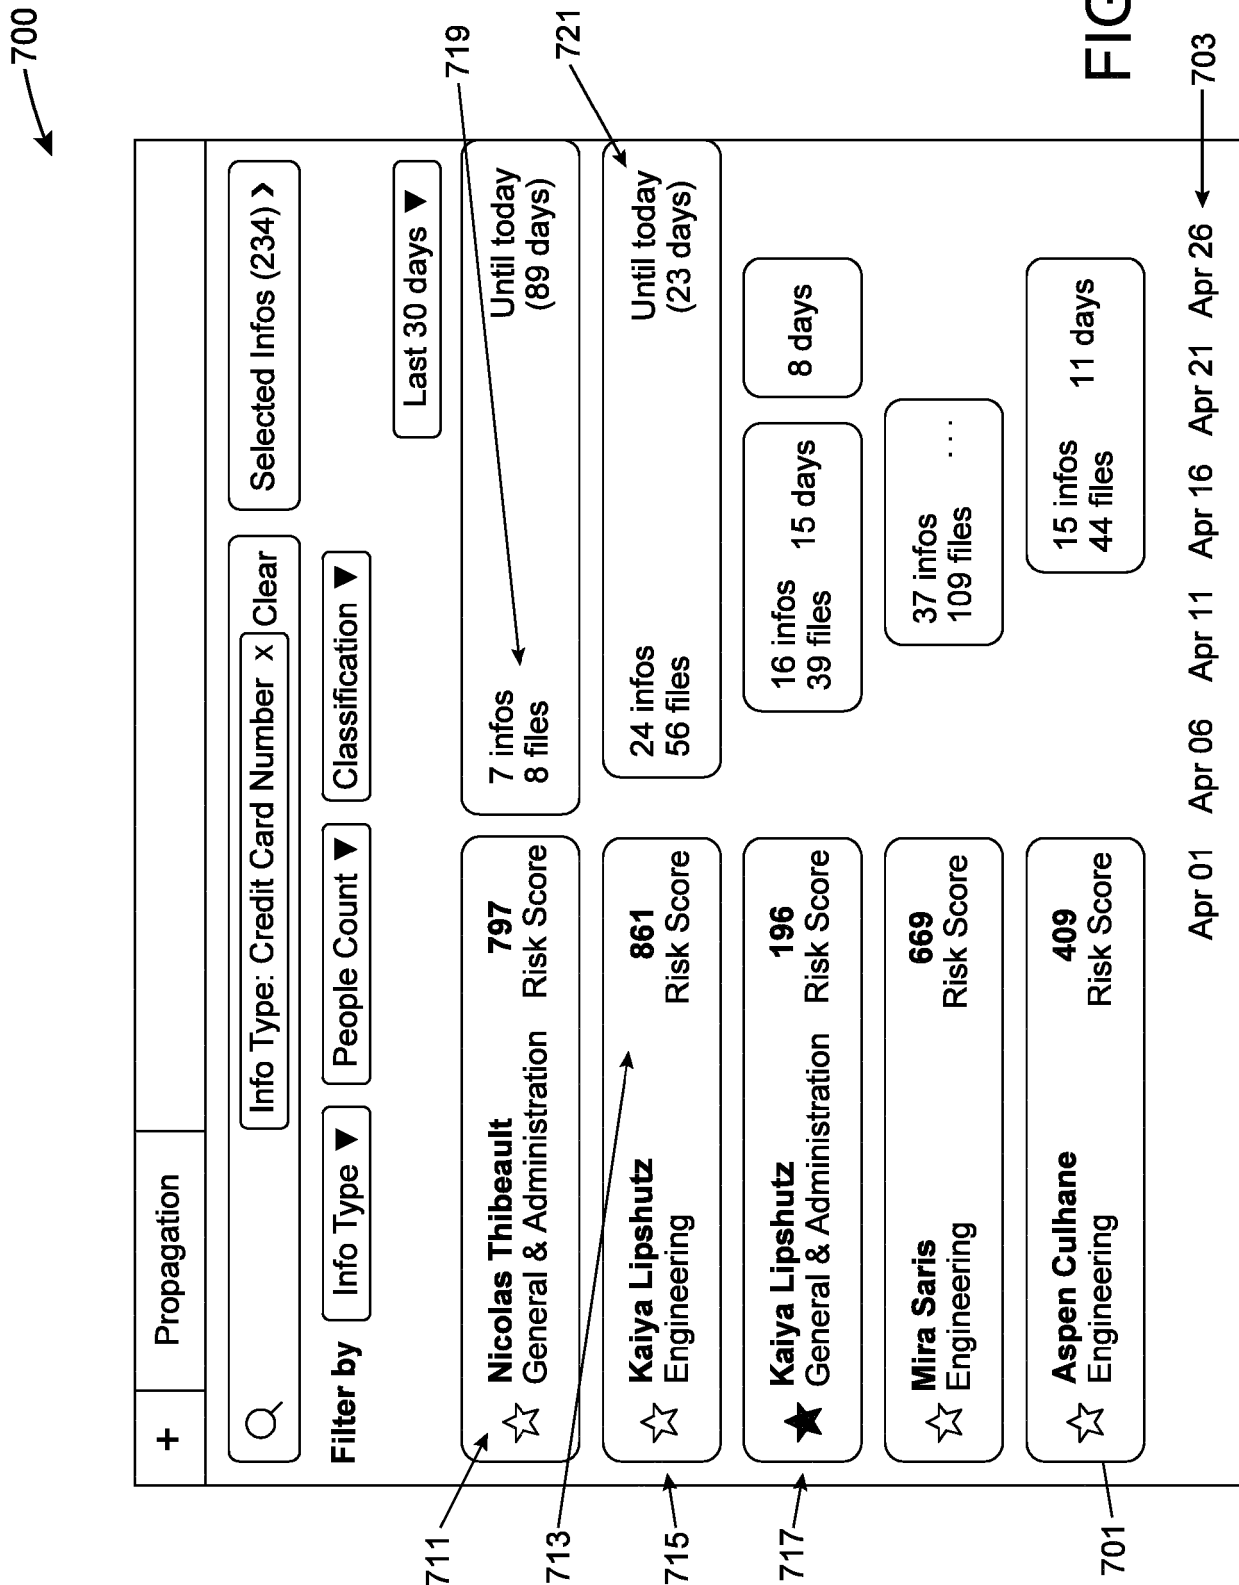 700
+ Propagation
Info Type: Credit Card Number x Clear
Selected Infos (234) >
Filter by
Info Type ▼
People Count ▼
Classification ▼
Last 30 days ▼
711
Nicolas Thibeault
General & Administration
797
Risk Score
7 infos
8 files
Until today
(89 days)
719
713
715
Kaiya Lipshutz
Engineering
861
Risk Score
24 infos
56 files
Until today
(23 days)
721
717
Kaiya Lipshutz
General & Administration
196
Risk Score
16 infos
39 files
15 days
8 days
Mira Saris
Engineering
669
Risk Score
37 infos
109 files
. . .
701
Aspen Culhane
Engineering
409
Risk Score
15 infos
44 files
11 days
Apr 01 Apr 06 Apr 11 Apr 16 Apr 21 Apr 26
703
FIG